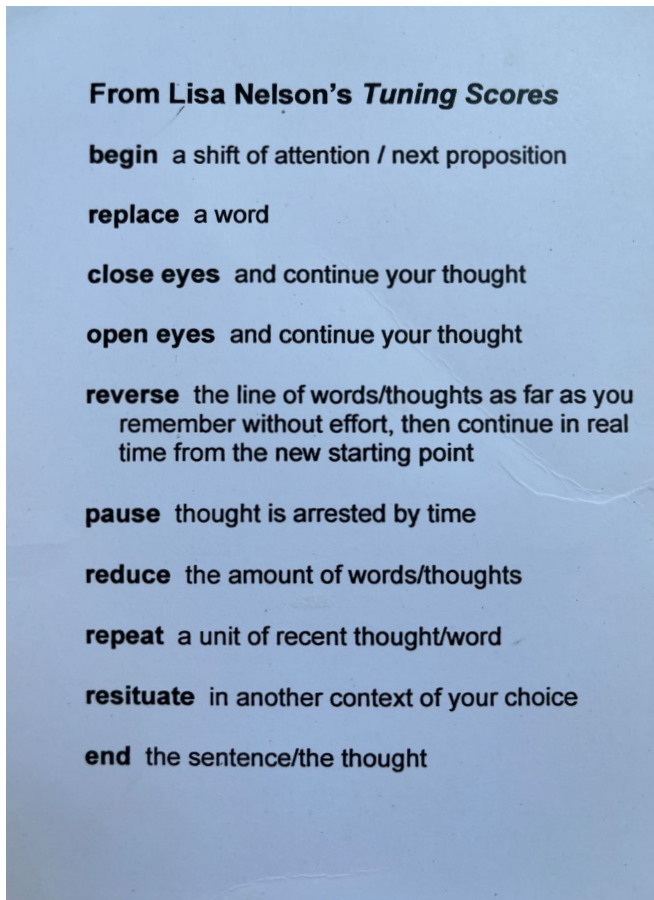 From Lisa Nelson's Tuning Scores
begin a shift of attention / next proposition
replace a word
close eyes and continue your thought
open eyes and continue your thought
reverse the line of words/thoughts as far as you
remember without effort, then continue in real
time from the new starting point
pause thought is arrested by time
reduce the amount of words/thoughts
repeat a unit of recent thought/word
resituate in another context of your choice
end the sentence/the thought